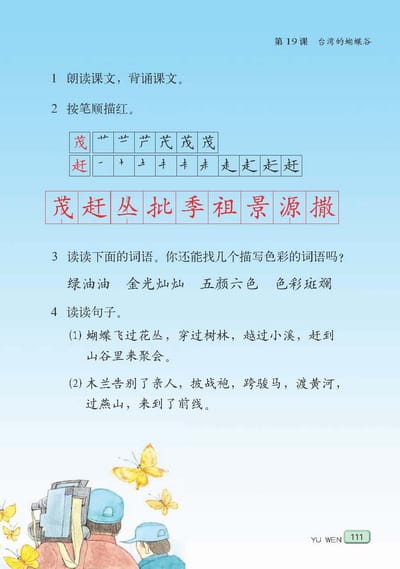 第19课 台湾的蝴蝶谷
1 朗读课文，背诵课文。
2 按笔顺描红。
茂 艹 芦 茂 茂 茂
赶 一 十 土 走 走 赶 赶 赶
茂赶丛批季祖景源撒
3 读读下面的词语。你还能找几个描写色彩的词语吗？
绿油油 金光灿灿 五颜六色 色彩斑斓
4 读读句子。
(1) 蝴蝶飞过花丛，穿过树林，越过小溪，赶到
山谷里来聚会。
(2) 木兰告别了亲人，披战袍，跨骏马，渡黄河，
过燕山，来到了前线。
YU WEN 111